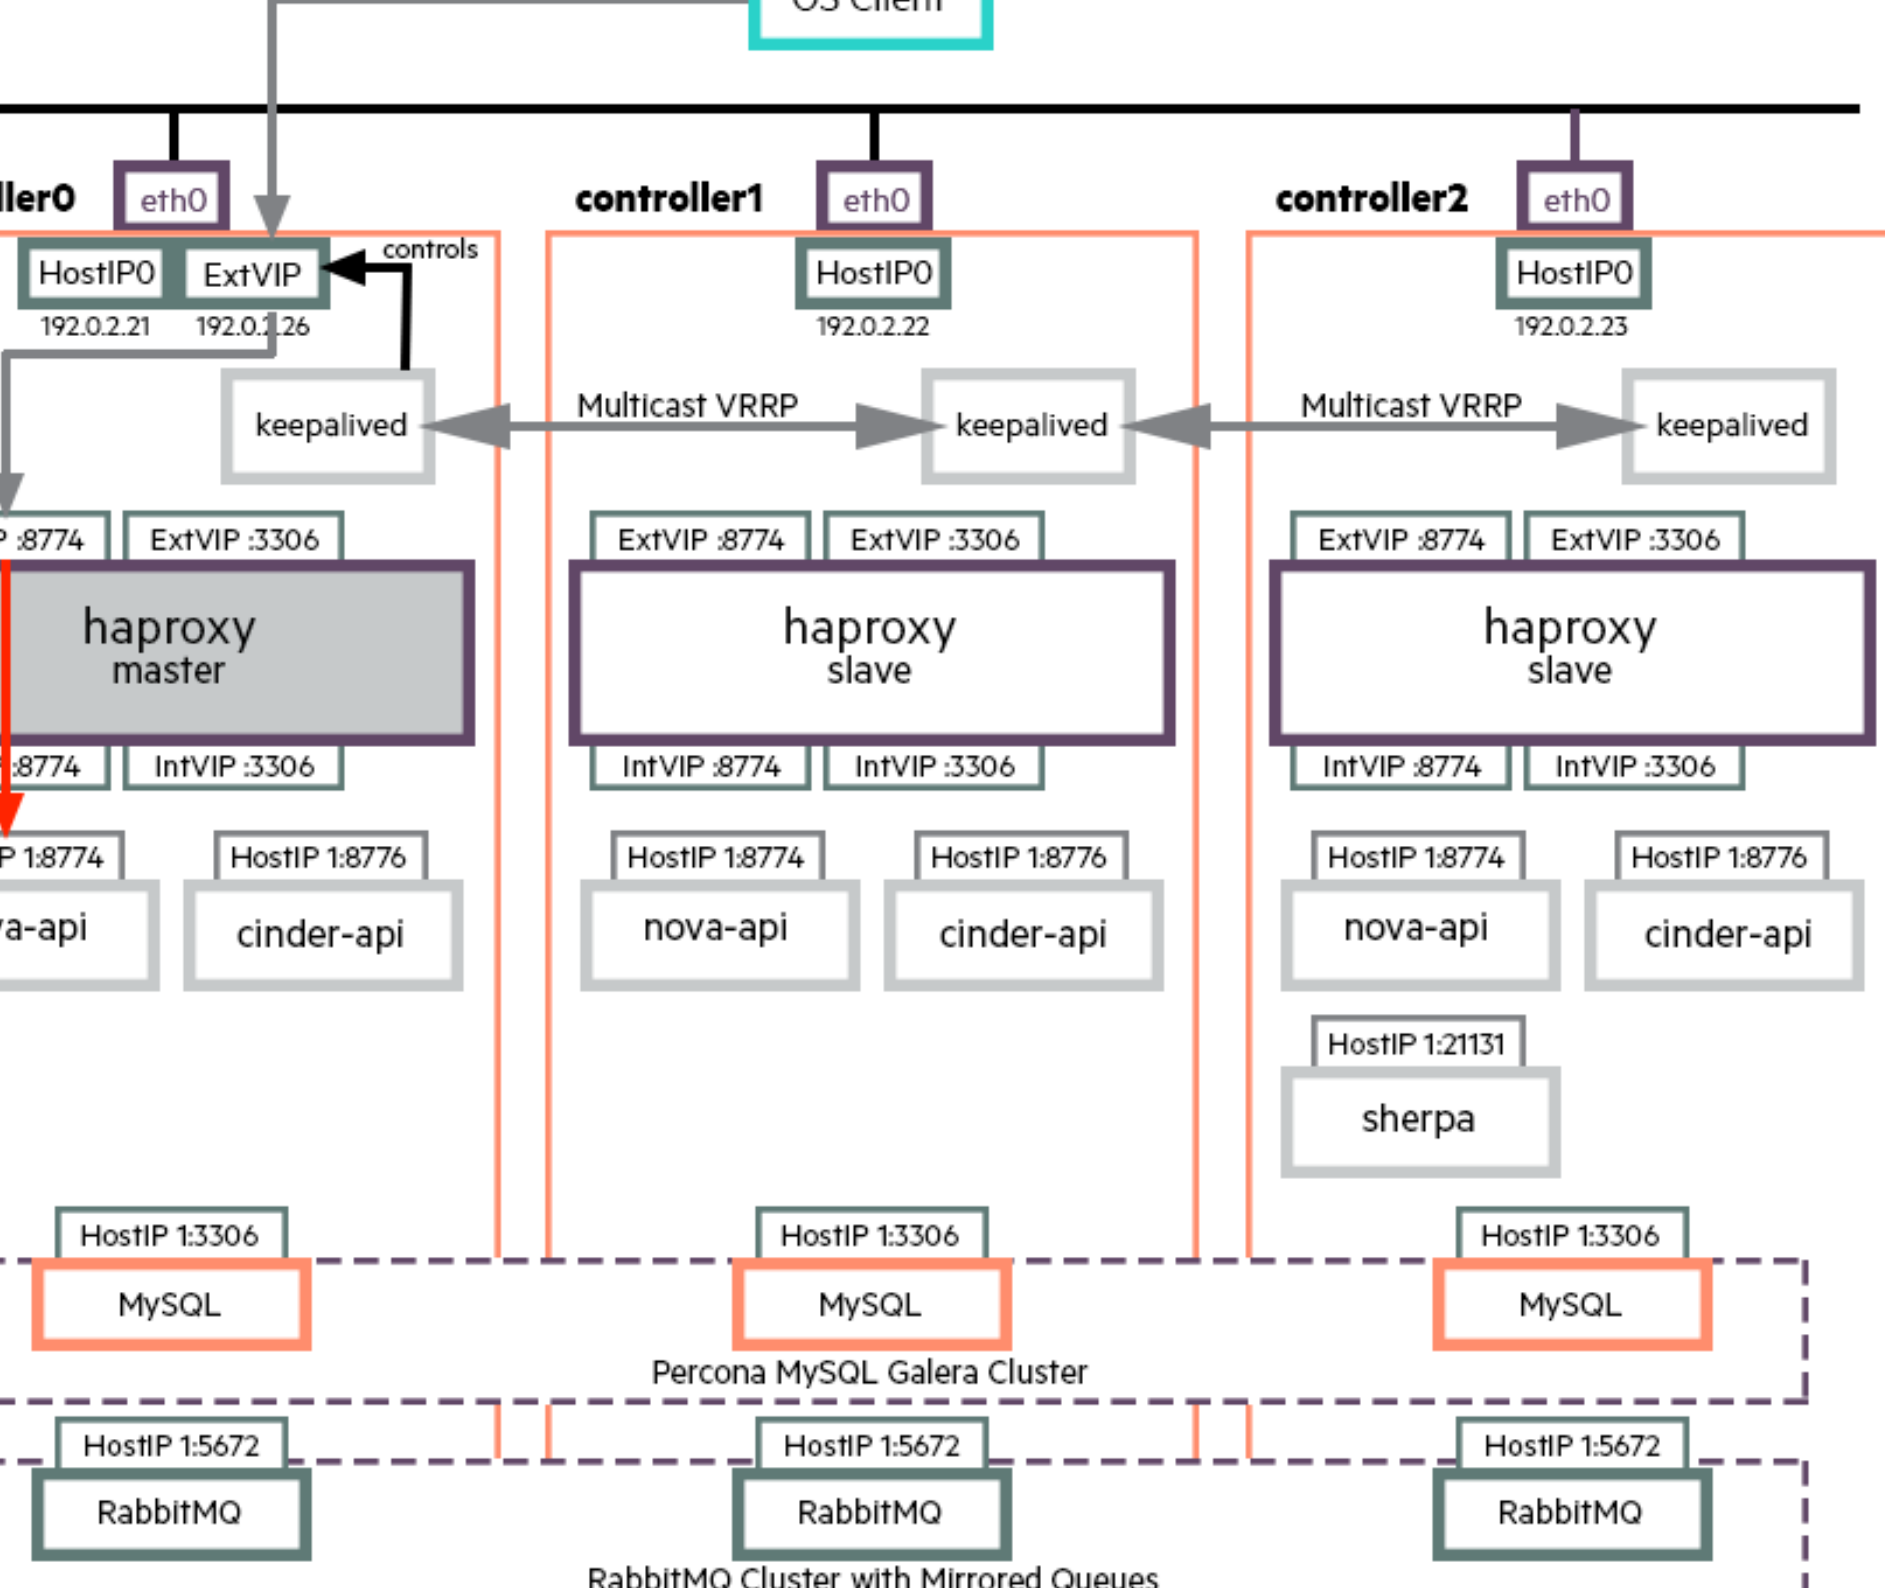 OS Client
ller0
eth0
controller1
eth0
controller2
eth0
HostIP0
ExtVIP
controls
HostIP0
HostIP0
192.0.2.21
192.0.2.26
192.0.2.22
192.0.2.23
keepalived
Multicast VRRP
keepalived
Multicast VRRP
keepalived
P :8774
ExtVIP :3306
ExtVIP :8774
ExtVIP :3306
ExtVIP :8774
ExtVIP :3306
haproxy
master
haproxy
slave
haproxy
slave
:8774
IntVIP :3306
IntVIP :8774
IntVIP :3306
IntVIP :8774
IntVIP :3306
P 1:8774
HostIP 1:8776
HostIP 1:8774
HostIP 1:8776
HostIP 1:8774
HostIP 1:8776
va-api
cinder-api
nova-api
cinder-api
nova-api
cinder-api
HostIP 1:21131
sherpa
HostIP 1:3306
HostIP 1:3306
HostIP 1:3306
MySQL
MySQL
MySQL
Percona MySQL Galera Cluster
HostIP 1:5672
HostIP 1:5672
HostIP 1:5672
RabbitMQ
RabbitMQ
RabbitMQ
RabbitMQ Cluster with Mirrored Queues